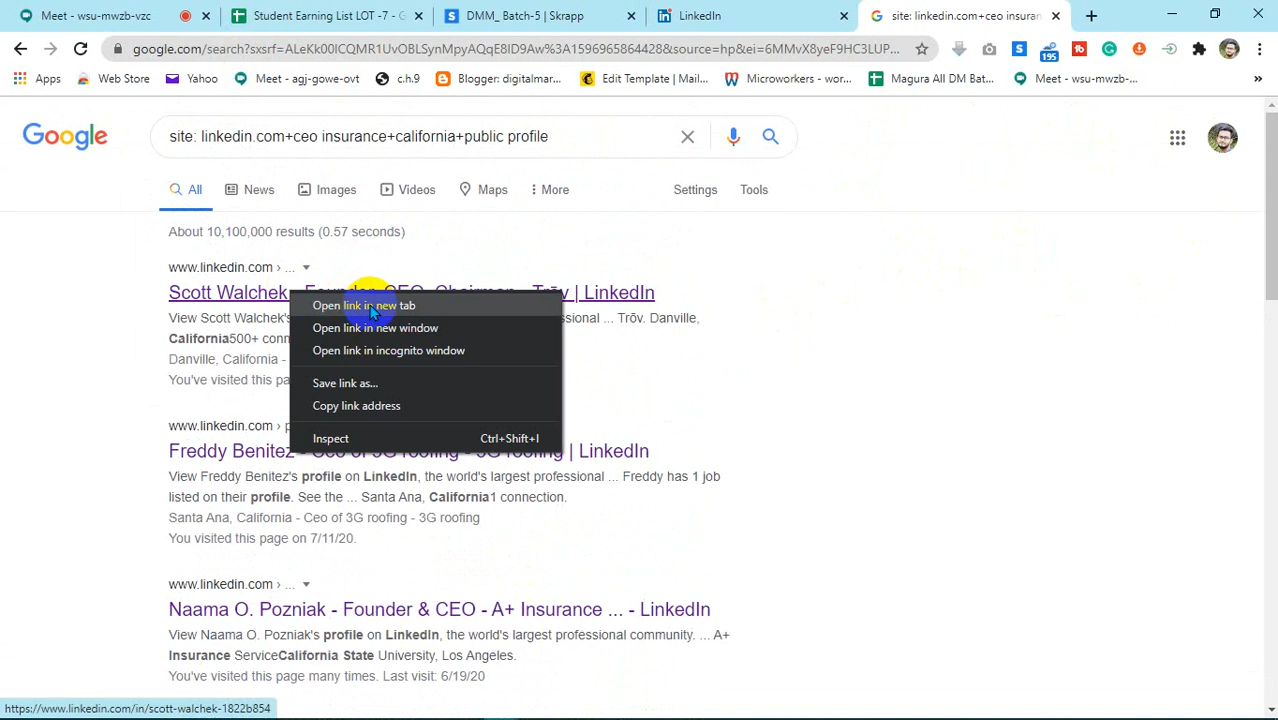 Meet - wsu-mwzb-vzc
Student Earning List LOT -7 - G
DMM_ Batch-5 | Skrapp
LinkedIn
site: linkedin.com+ceo insuran
google.com/search?sxsrf=ALeKk00ICQMR1UvOBLSynMpyAQqE8ID9Aw%3A1596965864428&source=hp&ei=6MMvX8yeF9HC3LUP...
195
Apps
Web Store
Yahoo
Meet - agj-gove-ovt
c.h.9
Blogger: digitalmar...
Edit Template | Mail...
Microworkers - wor...
Magura All DM Bat...
Meet - wsu-mwzb-...
Google
site: linkedin.com+ceo insurance+california+public profile
All
News
Images
Videos
Maps
More
Settings
Tools
About 10,100,000 results (0.57 seconds)
www.linkedin.com › ...
Scott Walchek - Founder, CEO, Chairman - Trōv | LinkedIn
View Scott Walchek's
ssional ... Trōv. Danville,
California500+ conn
Danville, California
You've visited this pa
Open link in new tab
Open link in new window
Open link in incognito window
Save link as...
Copy link address
Inspect
Ctrl+Shift+I
www.linkedin.com › p
Freddy Benitez - Ceo of 3G roofing - 3G roofing | LinkedIn
View Freddy Benitez's profile on LinkedIn, the world's largest professional ... Freddy has 1 job
listed on their profile. See the ... Santa Ana, California1 connection.
Santa Ana, California - Ceo of 3G roofing - 3G roofing
You visited this page on 7/11/20.
www.linkedin.com › ...
Naama O. Pozniak - Founder & CEO - A+ Insurance ... - LinkedIn
View Naama O. Pozniak's profile on LinkedIn, the world's largest professional community. ... A+
Insurance ServiceCalifornia State University, Los Angeles.
You've visited this page many times. Last visit: 6/19/20
https://www.linkedin.com/in/scott-walchek-1822b854